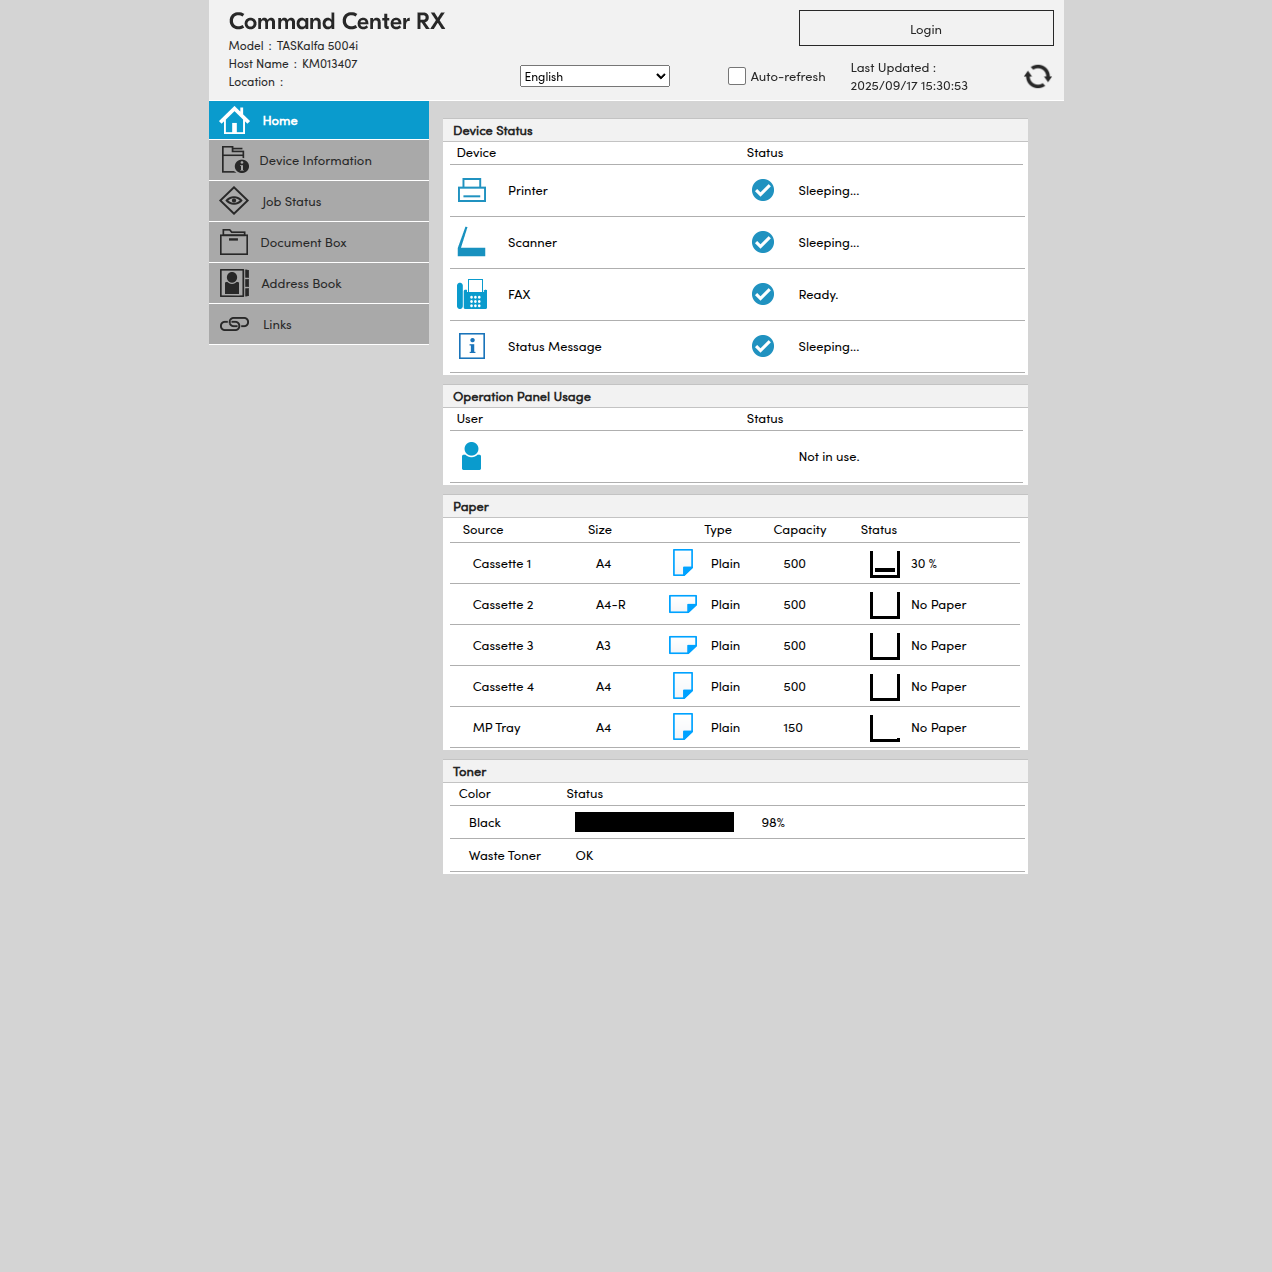 Command Center RX
Model : TASKalfa 5004i
Host Name : KM013407
Location :
English
Auto-refresh
Login
Last Updated :
2025/09/17 15:30:53
Home
Device Information
Job Status
Document Box
Address Book
Links
Device Status
Device Status
Printer Sleeping...
Scanner Sleeping...
FAX Ready.
Status Message Sleeping...
Operation Panel Usage
User Status
Not in use.
Paper
Source Size Type Capacity Status
Cassette 1 A4 Plain 500 30 %
Cassette 2 A4-R Plain 500 No Paper
Cassette 3 A3 Plain 500 No Paper
Cassette 4 A4 Plain 500 No Paper
MP Tray A4 Plain 150 No Paper
Toner
Color Status
Black 98%
Waste Toner OK